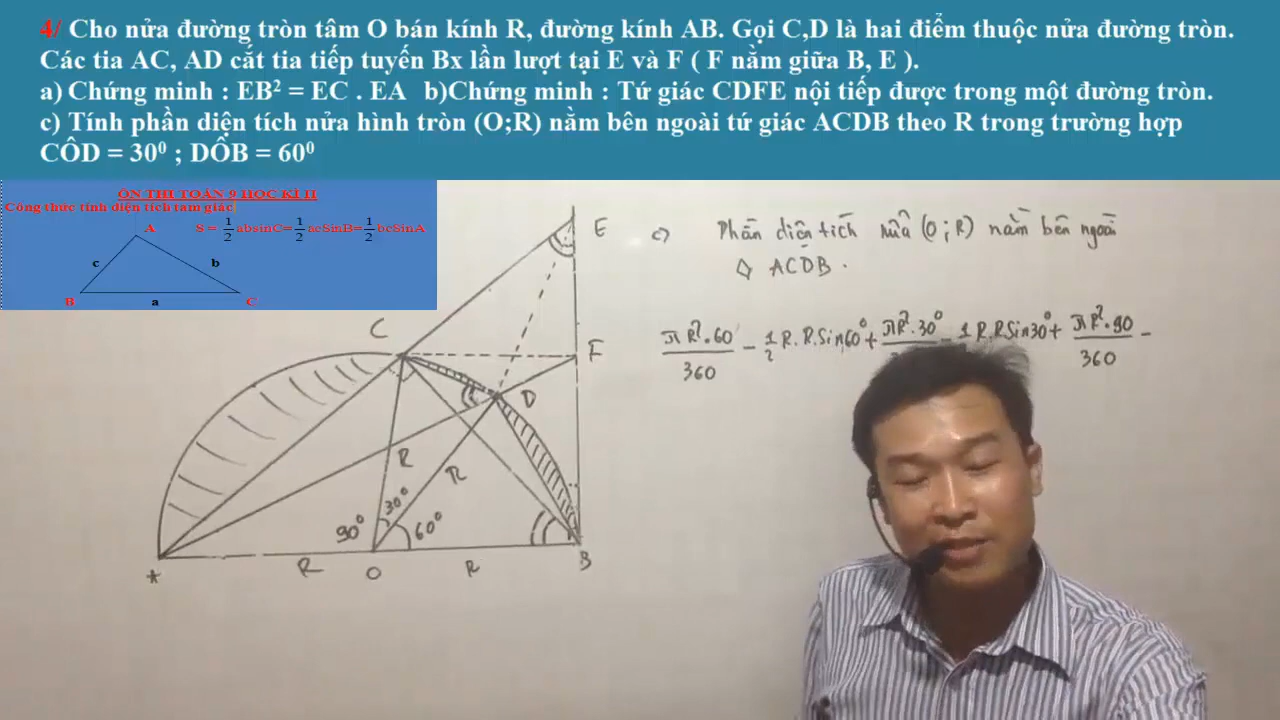 4/ Cho nửa đường tròn tâm O bán kính R, đường kính AB. Gọi C,D là hai điểm thuộc nửa đường tròn.
Các tia AC, AD cắt tia tiếp tuyến Bx lần lượt tại E và F ( F nằm giữa B, E ).
a) Chứng minh : EB² = EC . EA b)Chứng minh : Tứ giác CDFE nội tiếp được trong một đường tròn.
c) Tính phần diện tích nửa hình tròn (O;R) nằm bên ngoài tứ giác ACDB theo R trong trường hợp
CÔD = 30⁰ ; DÔB = 60⁰
ÔN THI TOÁN 9 HỌC KÌ II
Công thức tính diện tích tam giác
A S = 1/2 absinC=1/2 acSinB=1/2 bcSinA
c b
B a C
E
c) Phần diện tích nửa (O;R) nằm bên ngoài
◇ ACDB.
C
F
πR².60/360 - 1/2 R.R.Sin60° + πR².30° - 1/2 R.R.Sin30° + πR².90/360 -
D
R R
90° 30° 60°
A R O R B